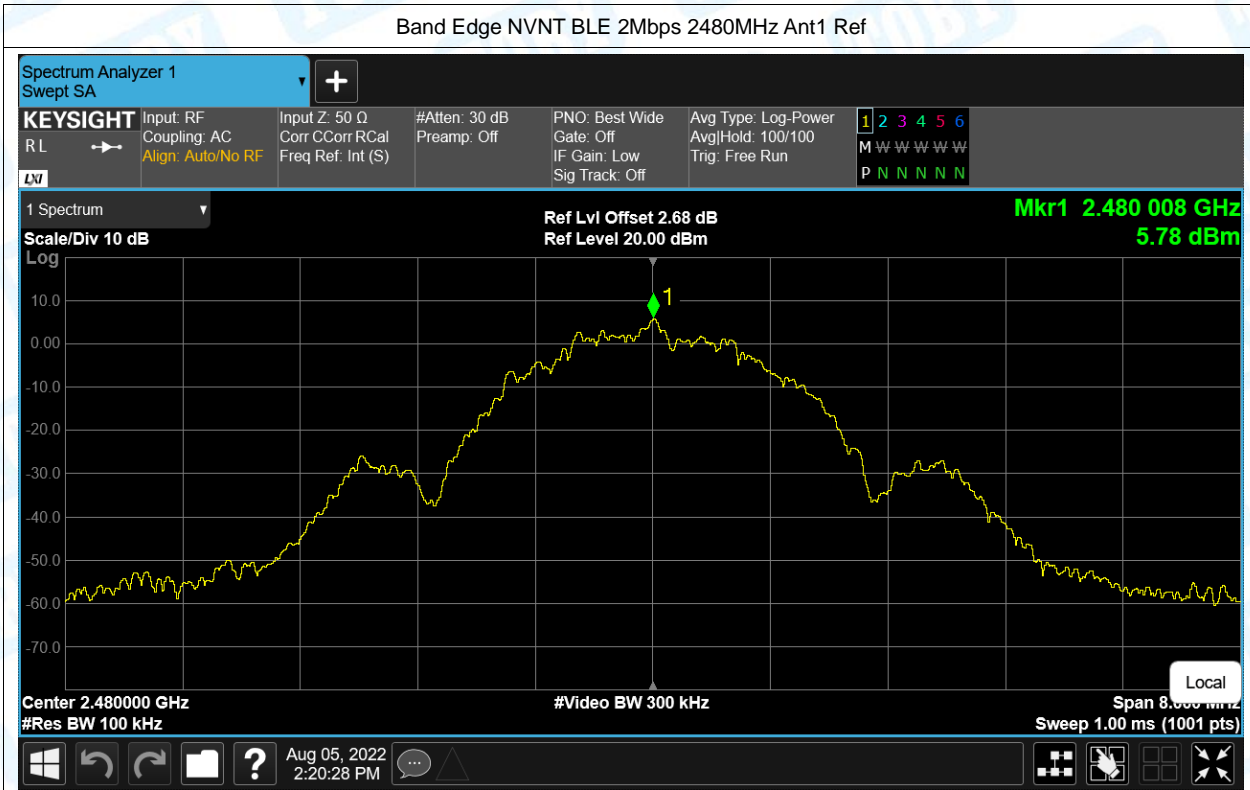 Band Edge NVNT BLE 2Mbps 2480MHz Ant1 Ref
Spectrum Analyzer 1
Swept SA
+
KEYSIGHT
R L
LXI
Input: RF
Coupling: AC
Align: Auto/No RF
Input Z: 50 Ω
Corr CCorr RCal
Freq Ref: Int (S)
#Atten: 30 dB
Preamp: Off
PNO: Best Wide
Gate: Off
IF Gain: Low
Sig Track: Off
Avg Type: Log-Power
Avg|Hold: 100/100
Trig: Free Run
1 2 3 4 5 6
M W W W W W
P N N N N N
1 Spectrum
Scale/Div 10 dB
Ref Lvl Offset 2.68 dB
Ref Level 20.00 dBm
Mkr1 2.480 008 GHz
5.78 dBm
Log
10.0
0.00
-10.0
-20.0
-30.0
-40.0
-50.0
-60.0
-70.0
1
Local
Center 2.480000 GHz
#Video BW 300 kHz
Span 8.000 MHz
#Res BW 100 kHz
Sweep 1.00 ms (1001 pts)
?
Aug 05, 2022
2:20:28 PM